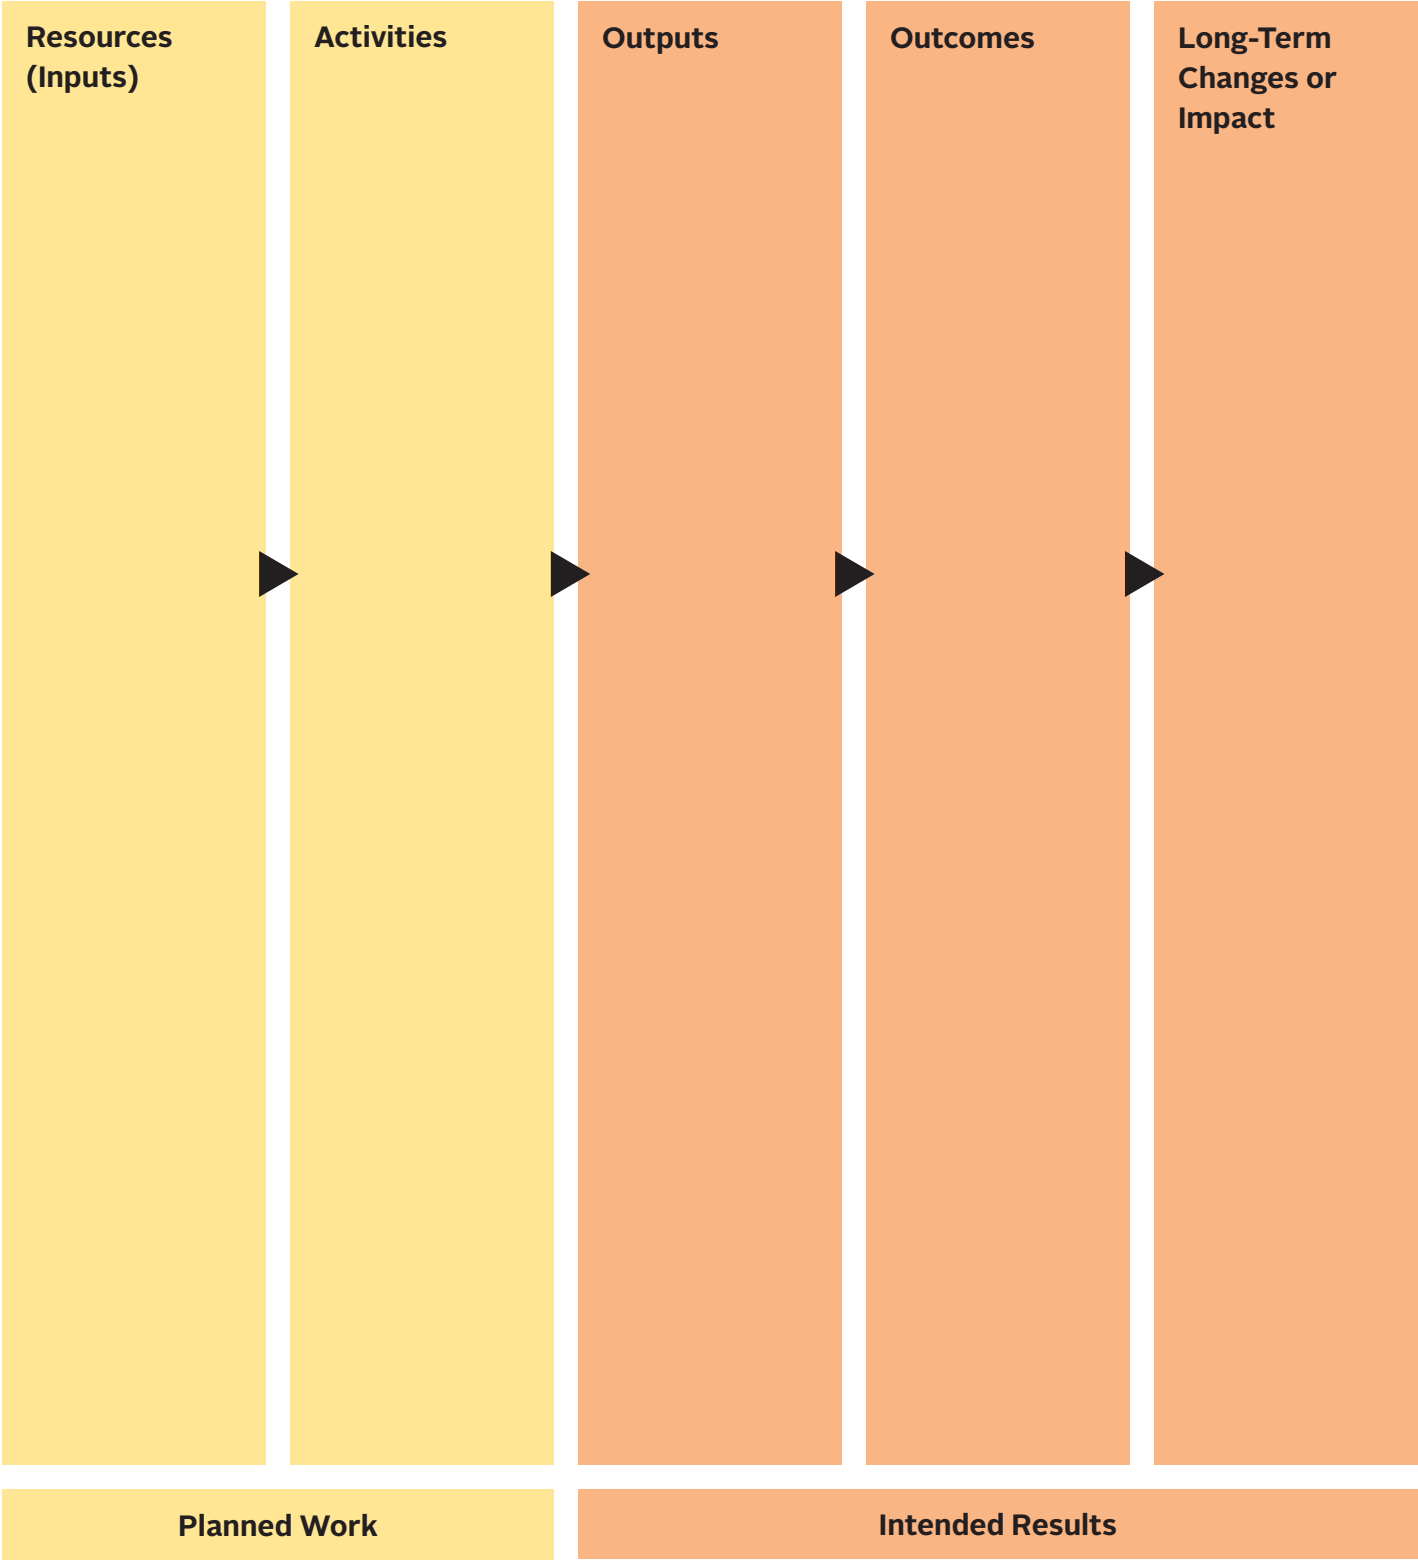 Resources
(Inputs)
Activities
Outputs
Outcomes
Long-Term
Changes or
Impact
Planned Work
Intended Results